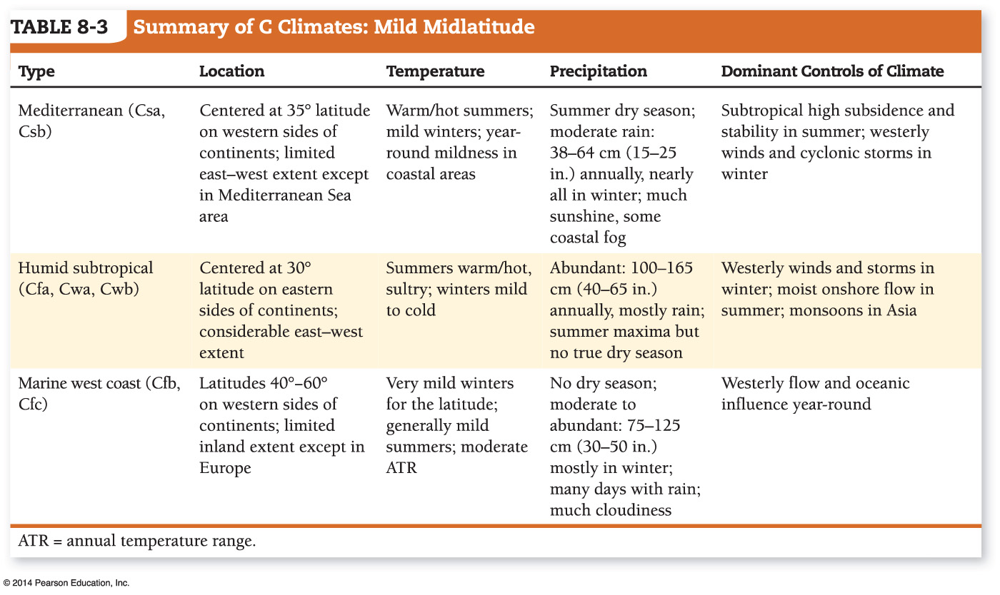 TABLE 8-3 Summary of C Climates: Mild Midlatitude
Type Location Temperature Precipitation Dominant Controls of Climate
Mediterranean (Csa,
Csb)
Centered at 35° latitude
on western sides of
continents; limited
east–west extent except
in Mediterranean Sea
area
Warm/hot summers;
mild winters; year-
round mildness in
coastal areas
Summer dry season;
moderate rain:
38–64 cm (15–25
in.) annually, nearly
all in winter; much
sunshine, some
coastal fog
Subtropical high subsidence and
stability in summer; westerly
winds and cyclonic storms in
winter
Humid subtropical
(Cfa, Cwa, Cwb)
Centered at 30°
latitude on eastern
sides of continents;
considerable east–west
extent
Summers warm/hot,
sultry; winters mild
to cold
Abundant: 100–165
cm (40–65 in.)
annually, mostly rain;
summer maxima but
no true dry season
Westerly winds and storms in
winter; moist onshore flow in
summer; monsoons in Asia
Marine west coast (Cfb,
Cfc)
Latitudes 40°–60°
on western sides of
continents; limited
inland extent except in
Europe
Very mild winters
for the latitude;
generally mild
summers; moderate
ATR
No dry season;
moderate to
abundant: 75–125
cm (30–50 in.)
mostly in winter;
many days with rain;
much cloudiness
Westerly flow and oceanic
influence year-round
ATR = annual temperature range.
© 2014 Pearson Education, Inc.